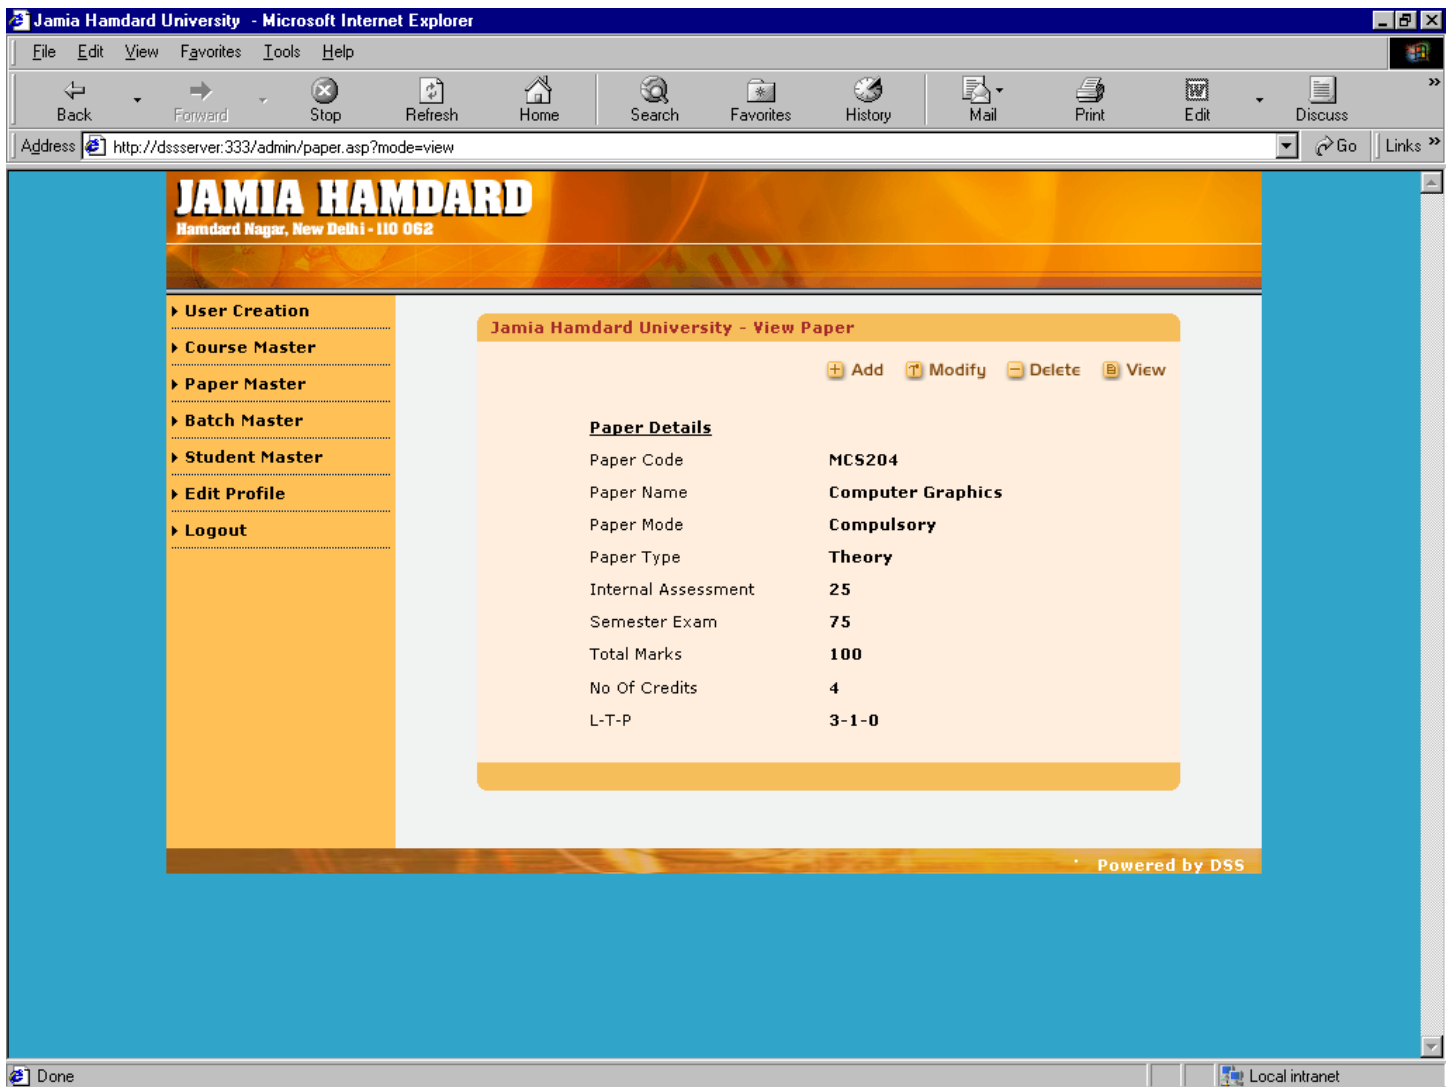 Jamia Hamdard University - Microsoft Internet Explorer
File Edit View Favorites Tools Help
Back Forward Stop Refresh Home Search Favorites History Mail Print Edit Discuss »
Address http://dssserver:333/admin/paper.asp?mode=view Go Links »
JAMIA HAMDARD
Hamdard Nagar, New Delhi - 110 062
User Creation
Course Master
Paper Master
Batch Master
Student Master
Edit Profile
Logout
Jamia Hamdard University - View Paper
Add Modify Delete View
Paper Details
Paper Code MCS204
Paper Name Computer Graphics
Paper Mode Compulsory
Paper Type Theory
Internal Assessment 25
Semester Exam 75
Total Marks 100
No Of Credits 4
L-T-P 3-1-0
Powered by DSS
Done Local intranet